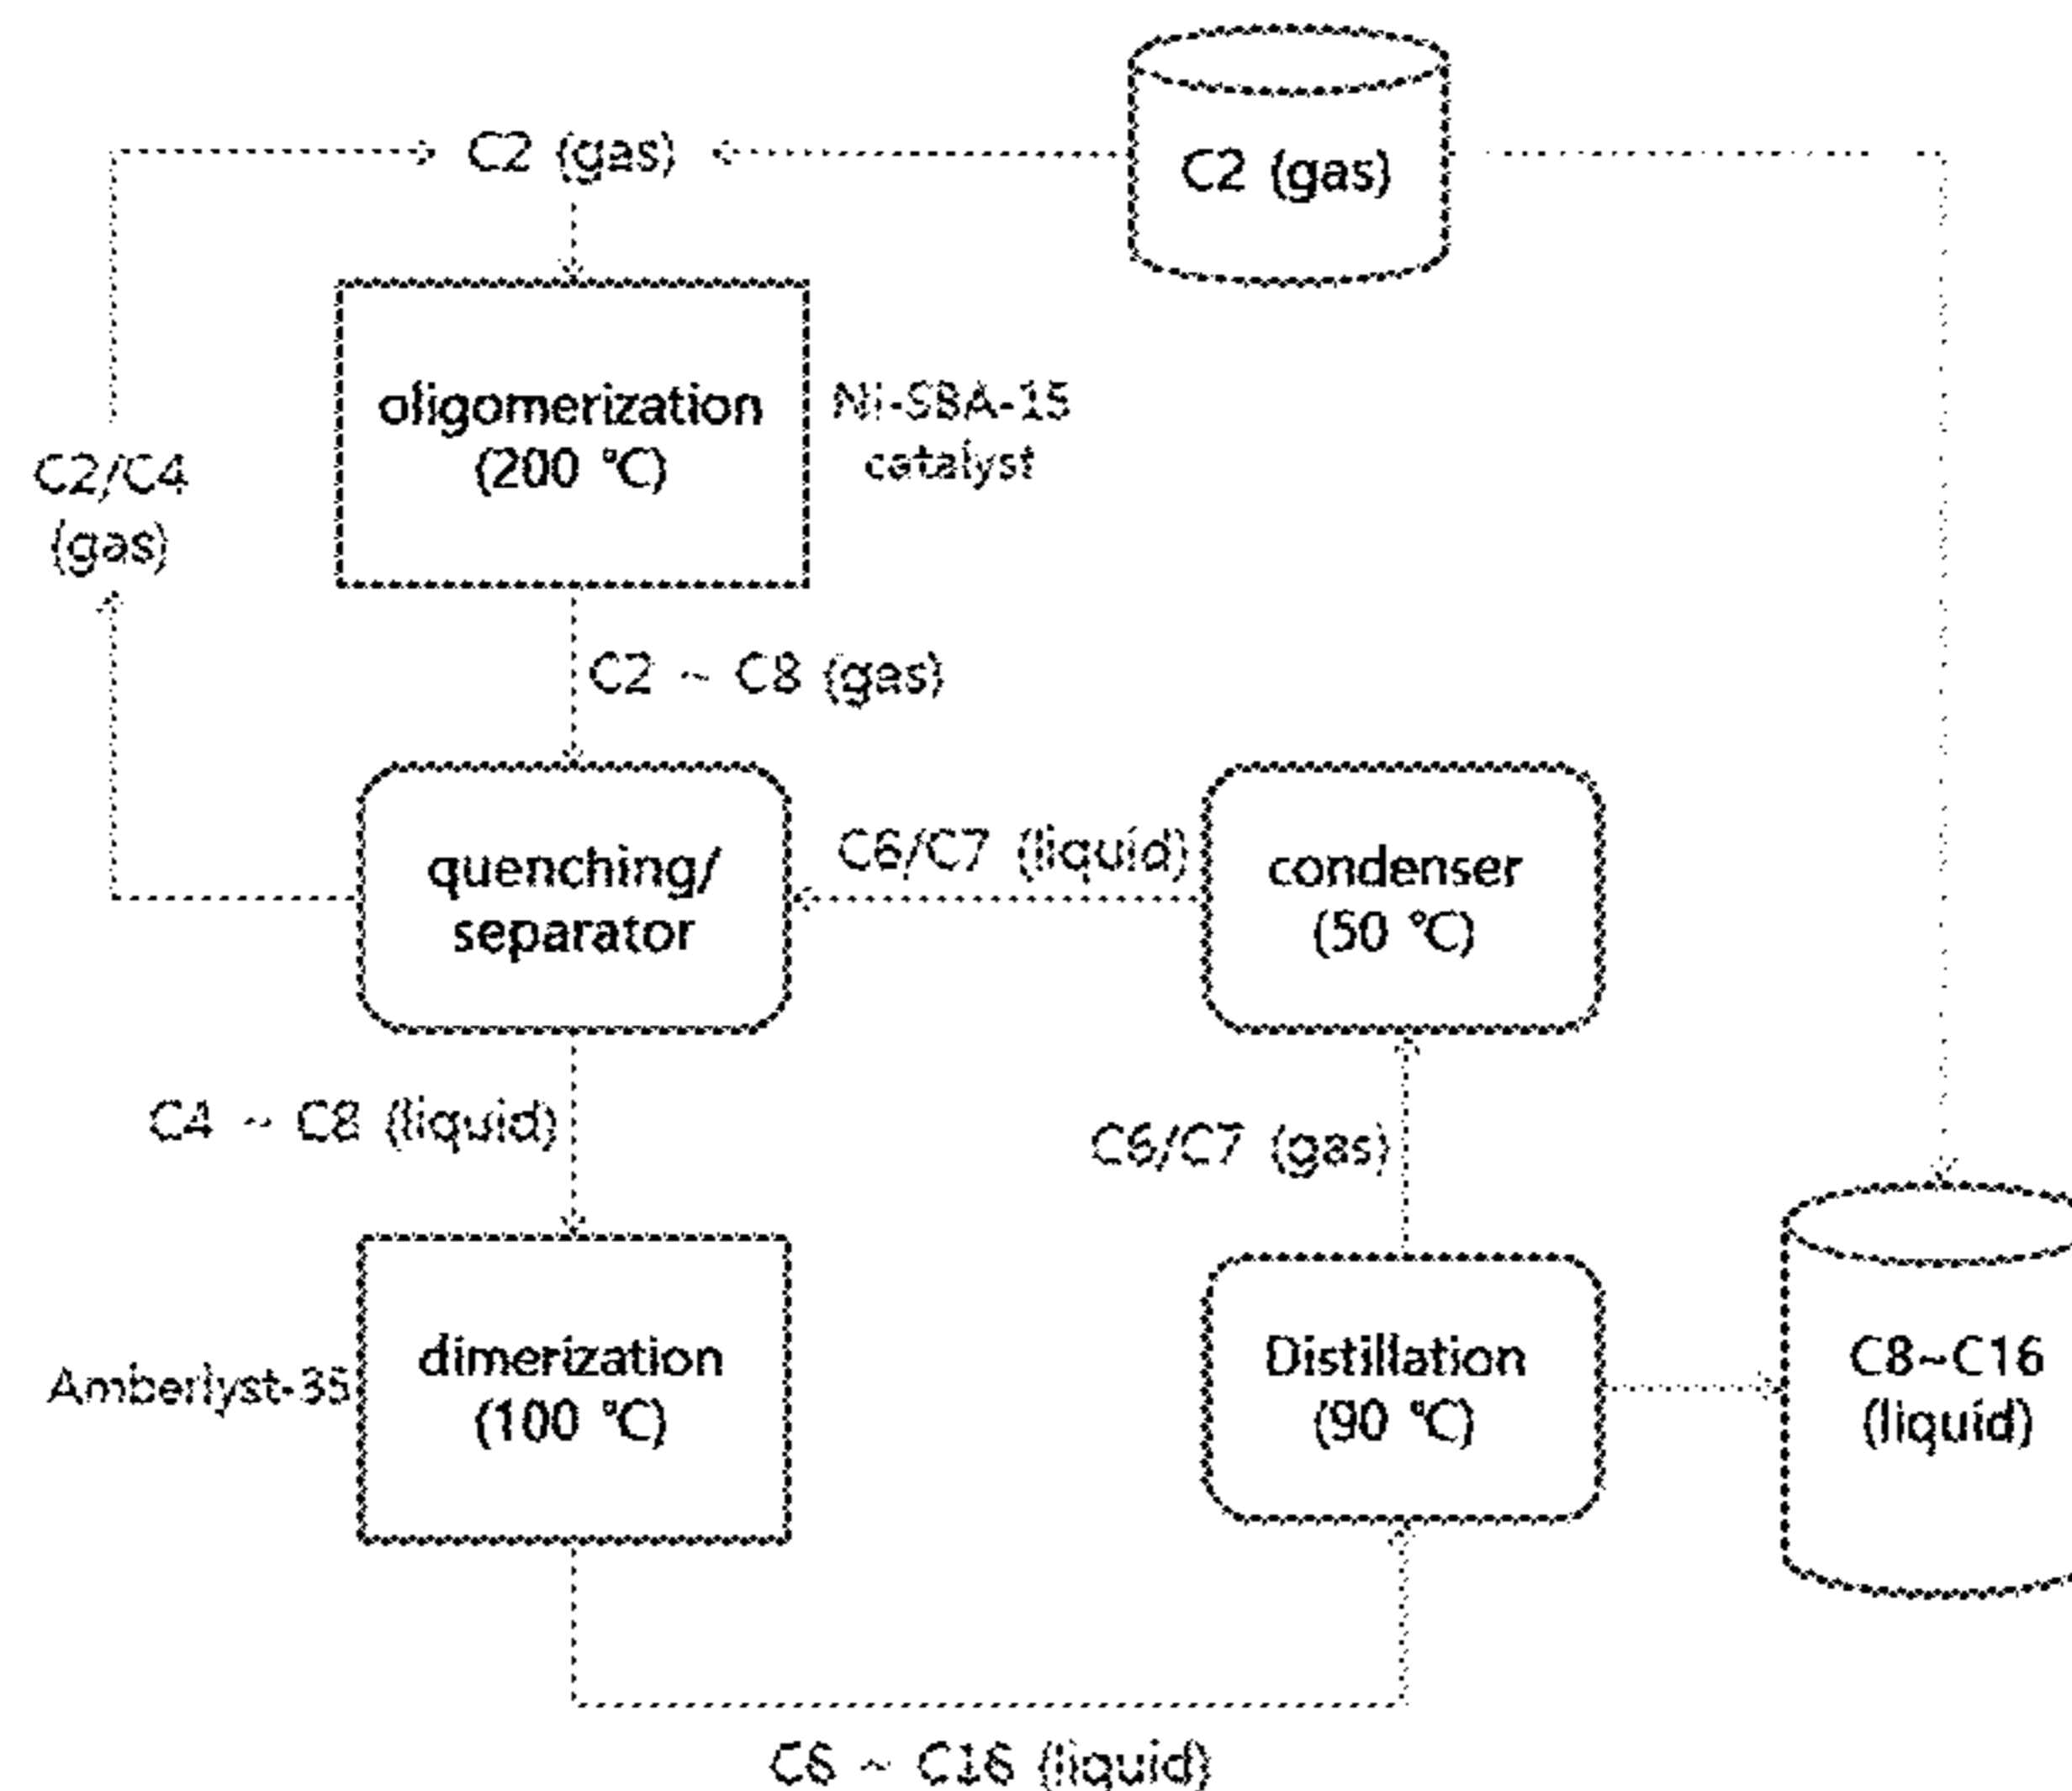 C2 (gas)
C2 (gas)
oligomerization
(200 °C)
Ni-SBA-15
catalyst
C2/C4
(gas)
C2 ~ C8 (gas)
quenching/
separator
C6/C7 (liquid)
condenser
(50 °C)
C4 ~ C8 (liquid)
C6/C7 (gas)
dimerization
(100 °C)
Amberlyst-35
Distillation
(90 °C)
C8~C16
(liquid)
C6 ~ C16 (liquid)